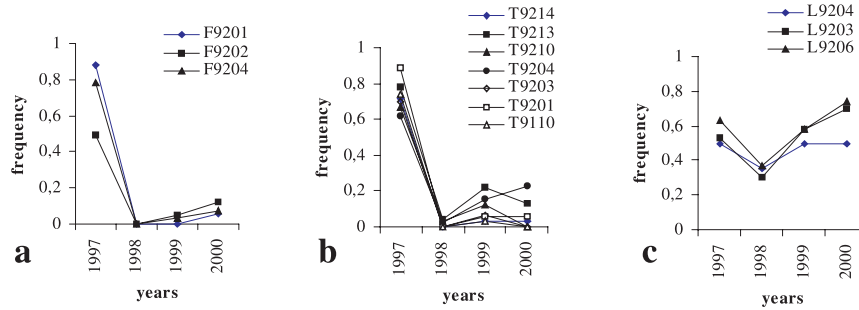 F9201
F9202
F9204
1
0,8
0,6
0,4
0,2
0
frequency
1997
1998
1999
2000
years
a
T9214
T9213
T9210
T9204
T9203
T9201
T9110
1
0,8
0,6
0,4
0,2
0
frequency
1997
1998
1999
2000
years
b
L9204
L9203
L9206
1
0,8
0,6
0,4
0,2
0
frequency
1997
1998
1999
2000
years
c